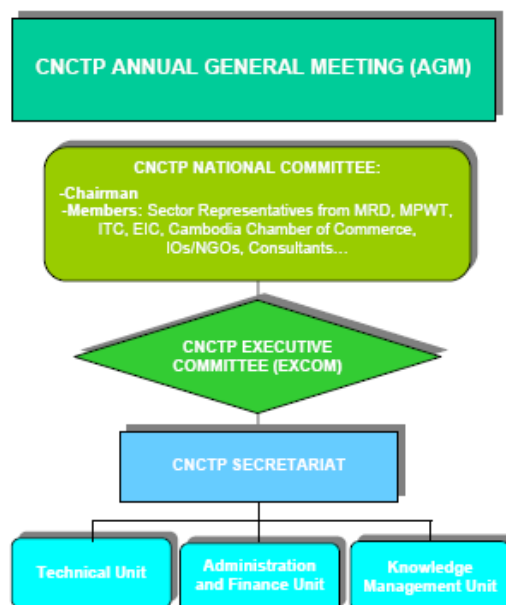 CNCTP ANNUAL GENERAL MEETING (AGM)
CNCTP NATIONAL COMMITTEE:
-Chairman
-Members: Sector Representatives from MRD, MPWT,
ITC, EIC, Cambodia Chamber of Commerce,
IOs/NGOs, Consultants...
CNCTP EXECUTIVE
COMMITTEE (EXCOM)
CNCTP SECRETARIAT
Technical Unit
Administration
and Finance Unit
Knowledge
Management Unit